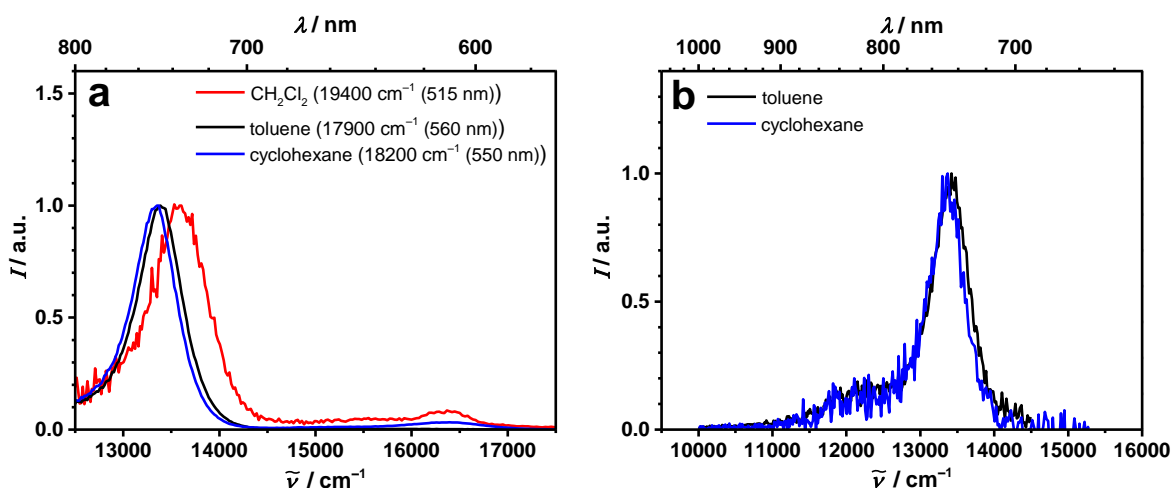 λ / nm
800 700 600
a
CH₂Cl₂ (19400 cm⁻¹ (515 nm))
toluene (17900 cm⁻¹ (560 nm))
cyclohexane (18200 cm⁻¹ (550 nm))
1.5
1.0
0.5
0.0
I / a.u.
13000 14000 15000 16000 17000
ṽ / cm⁻¹
λ / nm
1000 900 800 700
b
toluene
cyclohexane
1.0
0.5
0.0
I / a.u.
10000 11000 12000 13000 14000 15000 16000
ṽ / cm⁻¹